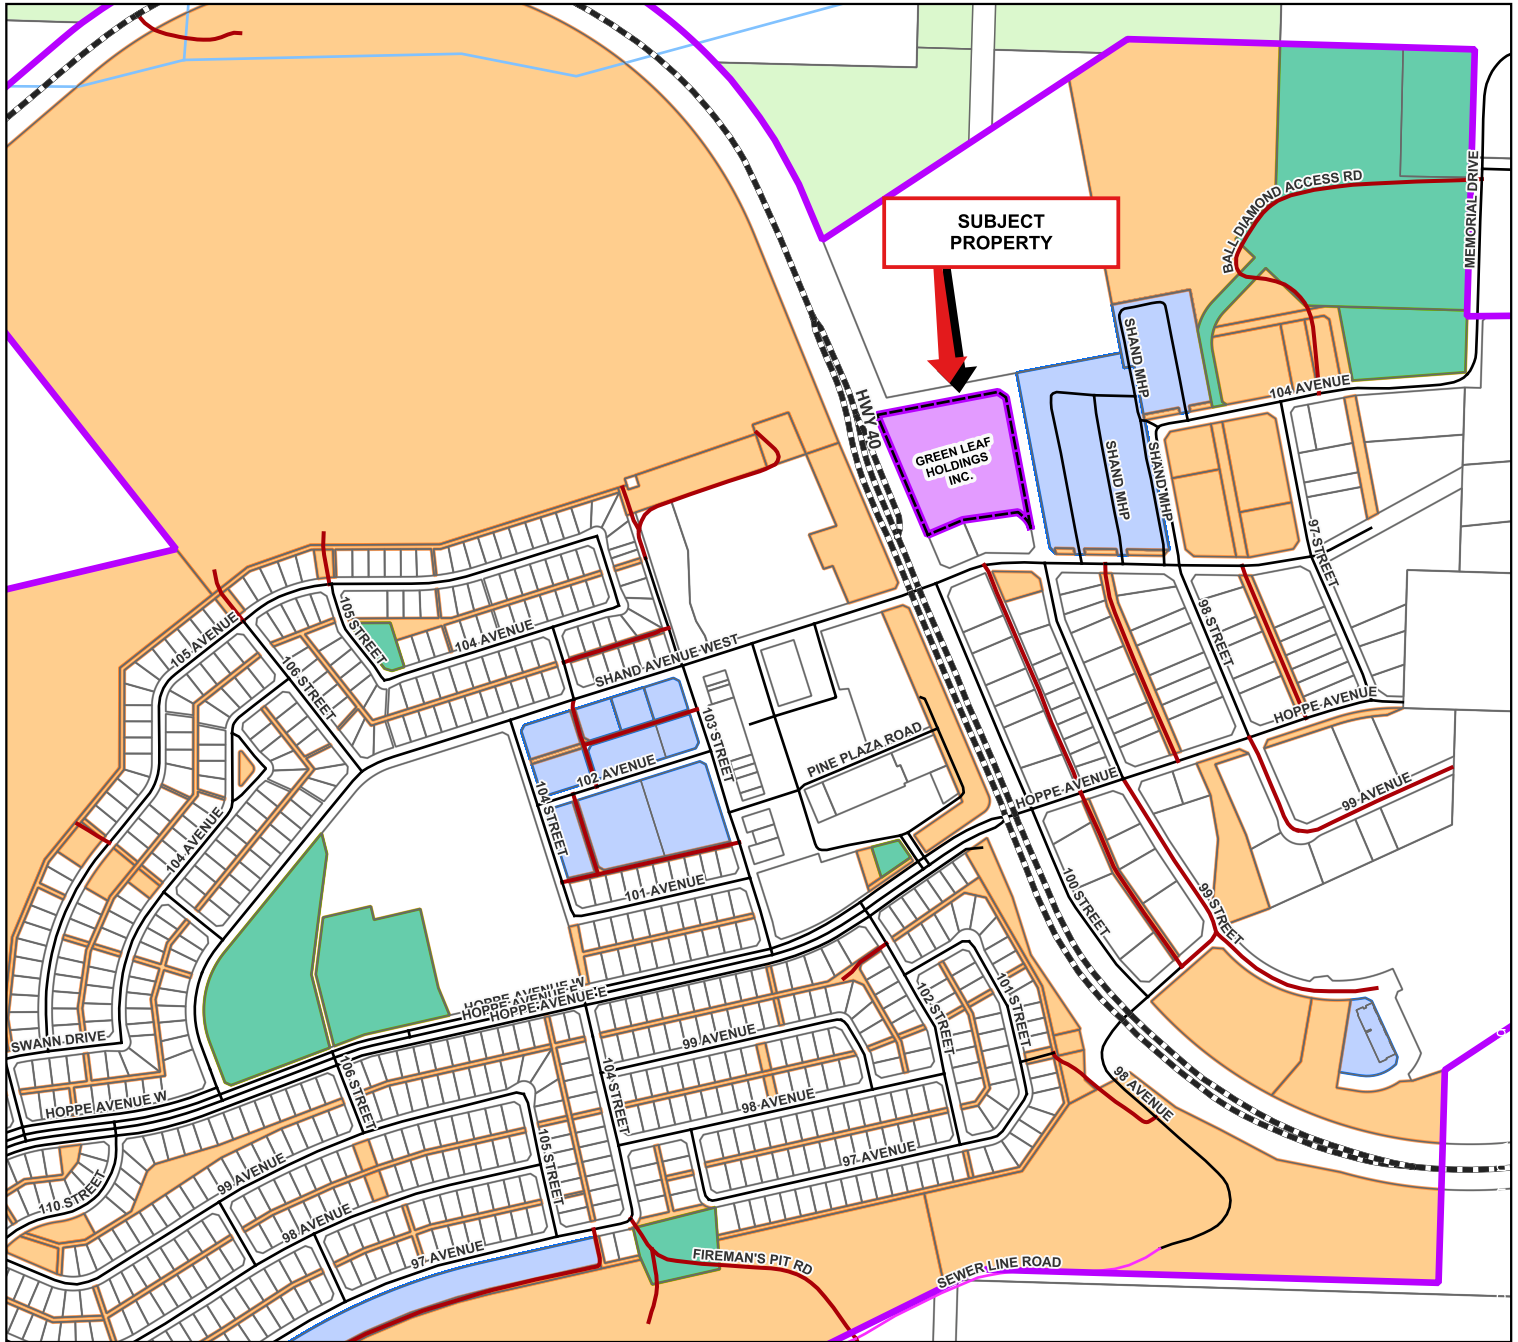 BALL DIAMOND ACCESS RD
MEMORIAL DRIVE
SUBJECT
PROPERTY
SHAND MHP
HWY 40
104 AVENUE
GREEN LEAF
HOLDINGS
INC.
SHAND MHP
SHAND MHP
97 STREET
105 STREET
105 AVENUE
104 AVENUE
98 STREET
106 STREET
SHAND AVENUE WEST
HOPPE AVENUE
103 STREET
PINE PLAZA ROAD
102 AVENUE
HOPPE AVENUE
99 AVENUE
104 STREET
104 AVENUE
101 AVENUE
100 STREET
99 STREET
HOPPE AVENUE W
HOPPE AVENUE E
102 STREET
101 STREET
SWANN DRIVE
99 AVENUE
106 STREET
104 STREET
98 AVENUE
HOPPE AVENUE W
98 AVENUE
105 STREET
97 AVENUE
99 AVENUE
110 STREET
98 AVENUE
97 AVENUE
FIREMAN'S PIT RD
SEWER LINE ROAD